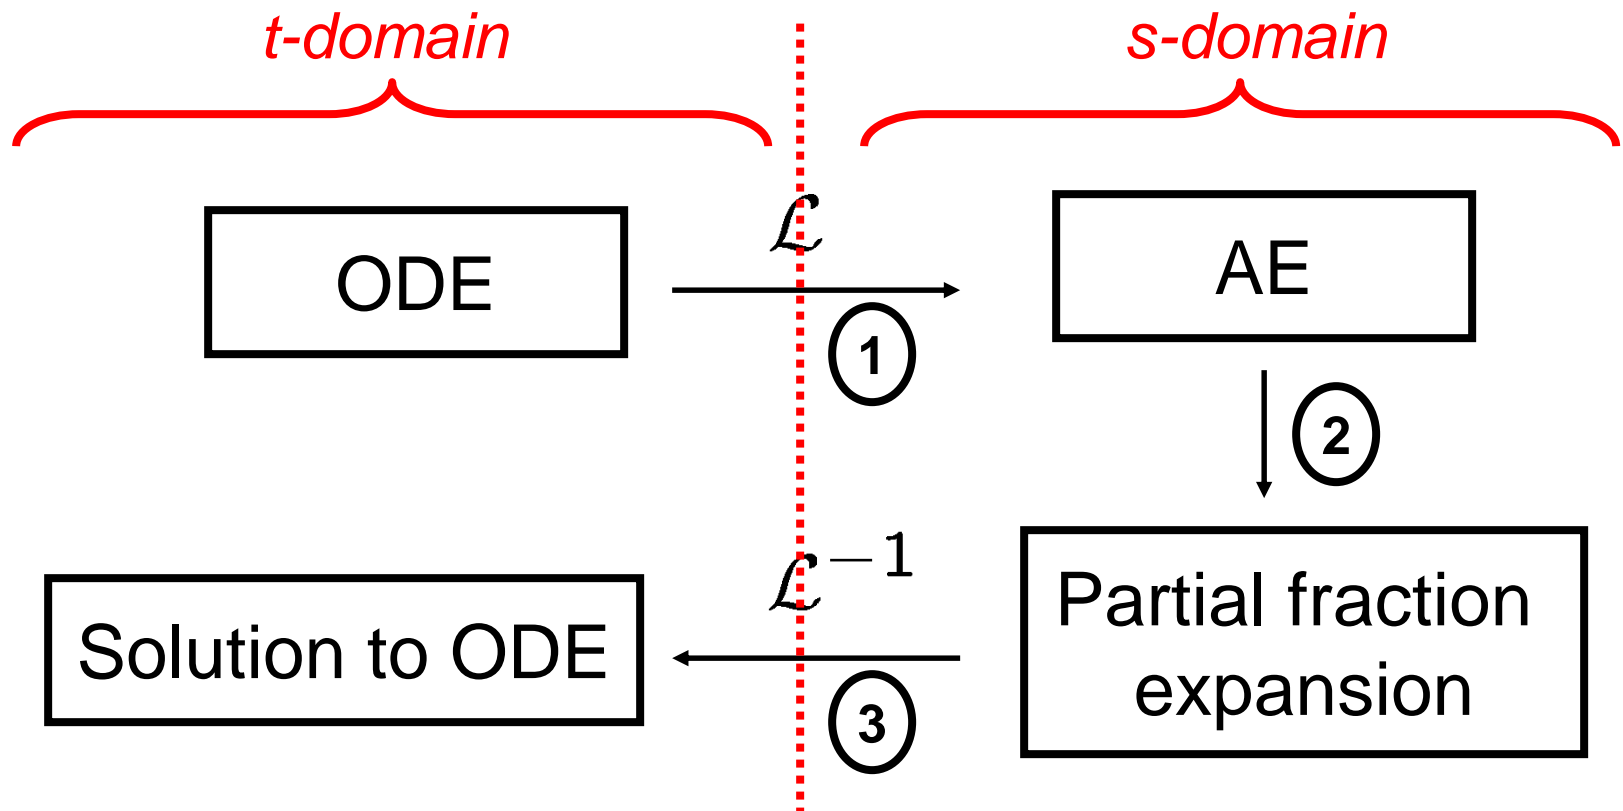 t-domain
s-domain
ODE
ℒ
1
AE
2
Solution to ODE
ℒ⁻¹
3
Partial fraction
expansion